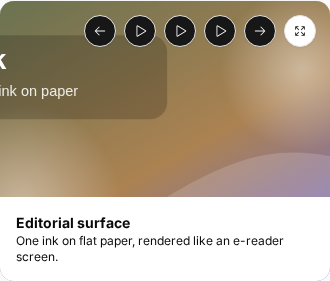 k
ink on paper
Editorial surface
One ink on flat paper, rendered like an e-reader
screen.